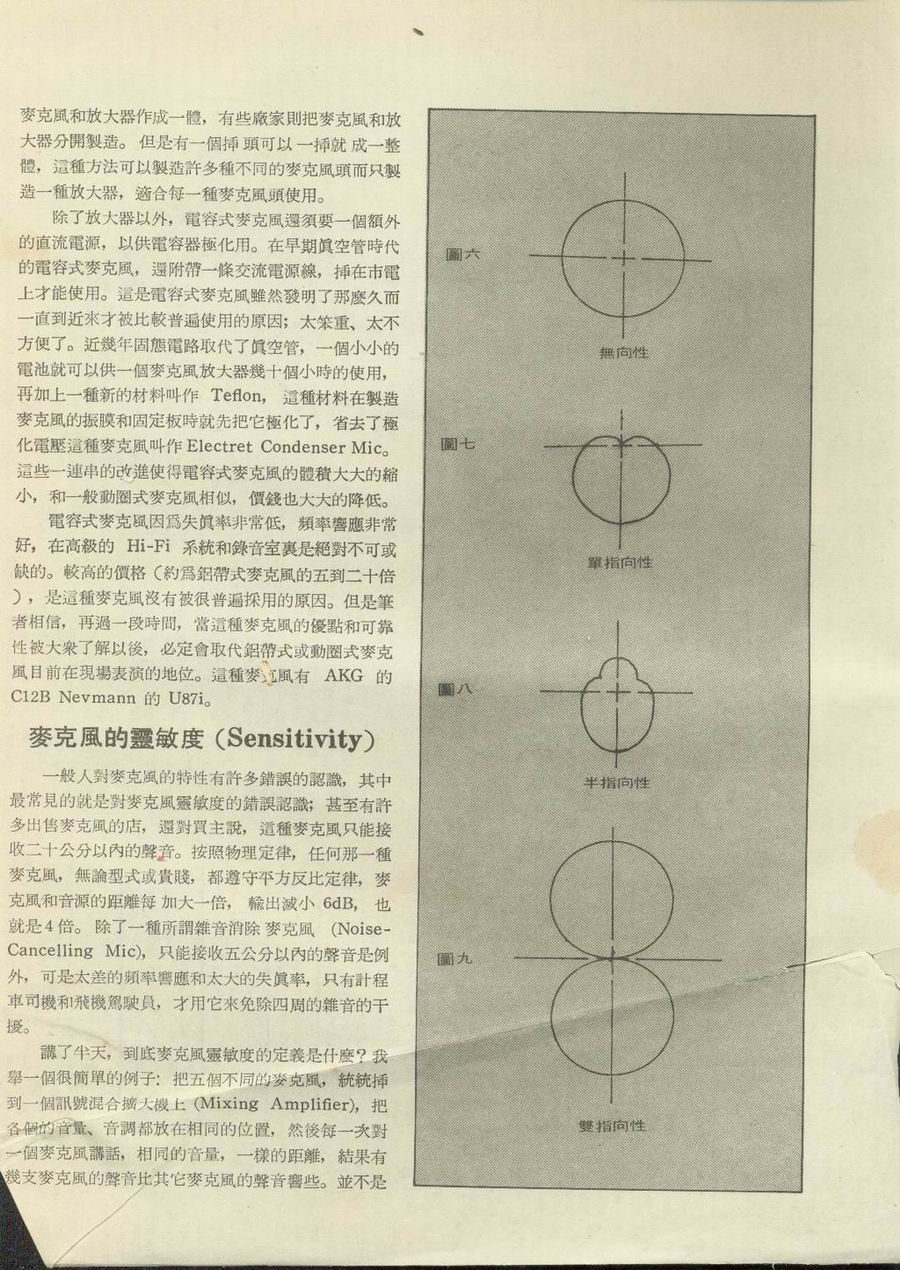 麥克風和放大器作成一體，有些廠家則把麥克風和放
大器分開製造。但是有一個揷頭可以一揷就成一整
體，這種方法可以製造許多種不同的麥克風頭而只製
造一種放大器，適合每一種麥克風頭使用。
除了放大器以外，電容式麥克風還須要一個額外
的直流電源，以供電容器極化用。在早期眞空管時代
的電容式麥克風，還附帶一條交流電源線，揷在市電
上才能使用。這是電容式麥克風雖然發明了那麼久而
一直到近來才被比較普遍使用的原因；太笨重、太不
方便了。近幾年固態電路取代了眞空管，一個小小的
電池就可以供一個麥克風放大器幾十個小時的使用，
再加上一種新的材料叫作 Teflon，這種材料在製造
麥克風的振膜和固定板時就先把它極化了，省去了極
化電壓這種麥克風叫作 Electret Condenser Mic。
這些一連串的改進使得電容式麥克風的體積大大的縮
小，和一般動圈式麥克風相似，價錢也大大的降低。
電容式麥克風因爲失眞率非常低，頻率響應非常
好，在高級的 Hi-Fi 系統和錄音室裏是絕對不可或
缺的。較高的價格（約爲鋁帶式麥克風的五到二十倍
），是這種麥克風沒有被很普遍採用的原因。但是筆
者相信，再過一段時間，當這種麥克風的優點和可靠
性被大衆了解以後，必定會取代鋁帶式或動圈式麥克
風目前在現場表演的地位。這種麥克風有 AKG 的
C12B Nevmann 的 U87i。
麥克風的靈敏度（Sensitivity）
一般人對麥克風的特性有許多錯誤的認識，其中
最常見的就是對麥克風靈敏度的錯誤認識；甚至有許
多出售麥克風的店，還對買主說，這種麥克風只能接
收二十公分以內的聲音。按照物理定律，任何那一種
麥克風，無論型式或貴賤，都遵守平方反比定律，麥
克風和音源的距離每加大一倍，輸出減小 6dB，也
就是4倍。除了一種所謂雜音消除麥克風 （Noise-
Cancelling Mic)，只能接收五公分以內的聲音是例
外，可是太差的頻率響應和太大的失眞率，只有計程
車司機和飛機駕駛員，才用它來免除四周的雜音的干
擾。
講了半天，到底麥克風靈敏度的定義是什麼？我
舉一個很簡單的例子：把五個不同的麥克風，統統揷
到一個訊號混合擴大機上 (Mixing Amplifier)，把
各個的音量、音調都放在相同的位置，然後每一次對
一個麥克風講話，相同的音量，一樣的距離，結果有
幾支麥克風的聲音比其它麥克風的聲音響些。並不是
圖六
無向性
圖七
單指向性
圖八
半指向性
圖九
雙指向性